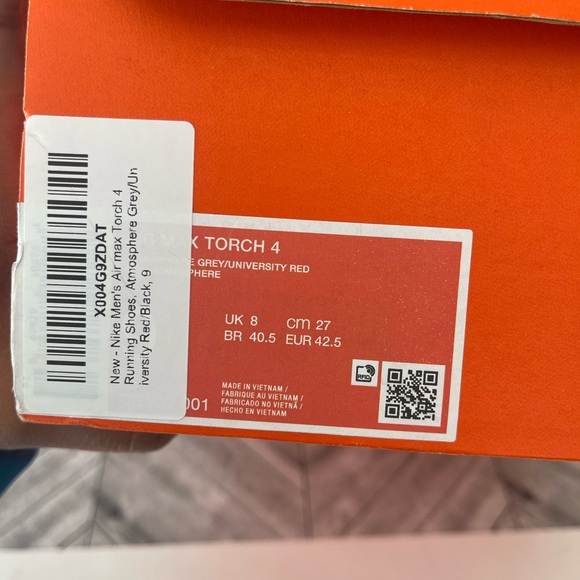 X004G9ZDAT
New - Nike Men's Air max Torch 4
Running Shoes, Atmosphere Grey/Un
iversity Red/Black, 9
MAX TORCH 4
GREY/UNIVERSITY RED
UK 8 cm 27
BR 40.5 EUR 42.5
RFID
MADE IN VIETNAM /
FABRIQUE AU VIETNAM /
FABRICADO NO VIETNÃ /
HECHO EN VIETNAM
001